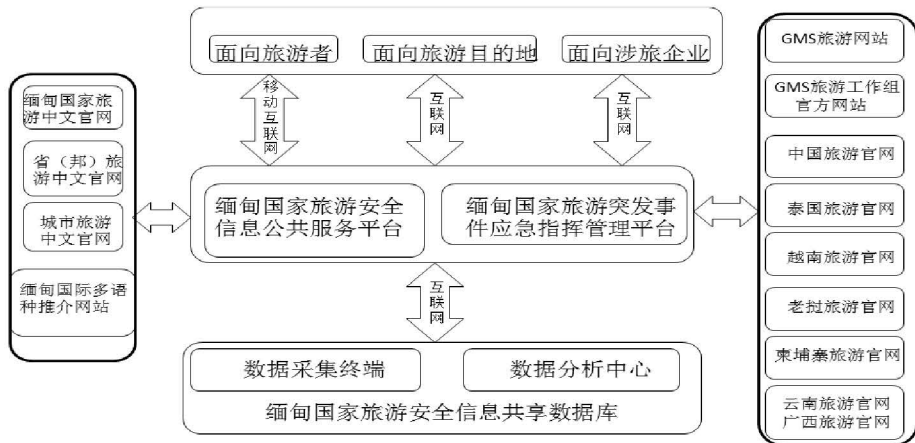 面向旅游者
面向旅游目的地
面向涉旅企业
移动互联网
互联网
互联网
缅甸国家旅
游中文官网
省（邦）旅
游中文官网
城市旅游
中文官网
缅甸国际多语
种推介网站
缅甸国家旅游安全
信息公共服务平台
缅甸国家旅游突发事
件应急指挥管理平台
互联网
数据采集终端
数据分析中心
缅甸国家旅游安全信息共享数据库
GMS旅游网站
GMS旅游工作组
官方网站
中国旅游官网
泰国旅游官网
越南旅游官网
老挝旅游官网
柬埔寨旅游官网
云南旅游官网
广西旅游官网